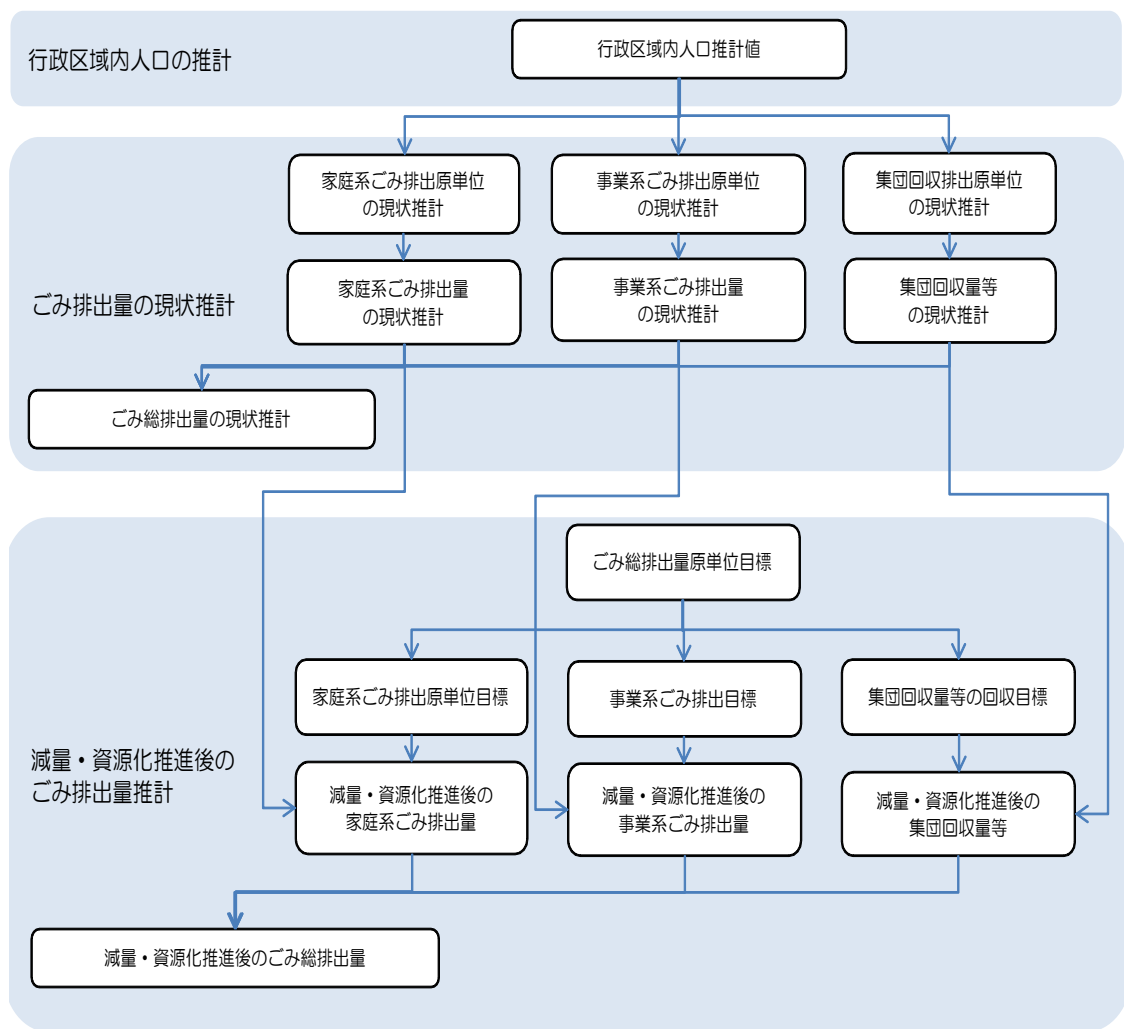 行政区域内人口の推計
行政区域内人口推計値
家庭系ごみ排出原単位
の現状推計
事業系ごみ排出原単位
の現状推計
集団回収排出原単位
の現状推計
ごみ排出量の現状推計
家庭系ごみ排出量
の現状推計
事業系ごみ排出量
の現状推計
集団回収量等
の現状推計
ごみ総排出量の現状推計
ごみ総排出量原単位目標
家庭系ごみ排出原単位目標
事業系ごみ排出目標
集団回収量等の回収目標
減量・資源化推進後の
ごみ排出量推計
減量・資源化推進後の
家庭系ごみ排出量
減量・資源化推進後の
事業系ごみ排出量
減量・資源化推進後の
集団回収量等
減量・資源化推進後のごみ総排出量